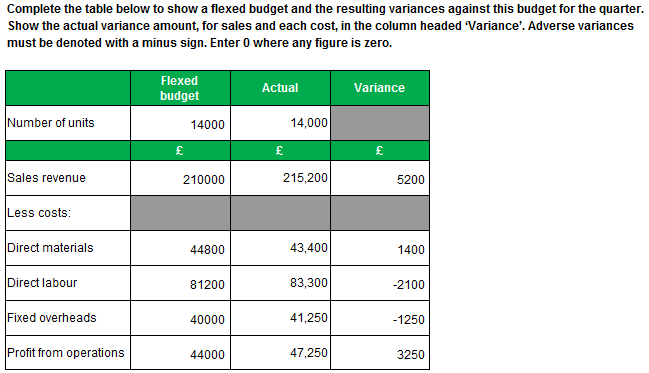 Complete the table below to show a flexed budget and the resulting variances against this budget for the quarter.
Show the actual variance amount, for sales and each cost, in the column headed ‘Variance’. Adverse variances
must be denoted with a minus sign. Enter 0 where any figure is zero.
Flexed budget Actual Variance
Number of units 14000 14,000
£ £ £
Sales revenue 210000 215,200 5200
Less costs:
Direct materials 44800 43,400 1400
Direct labour 81200 83,300 -2100
Fixed overheads 40000 41,250 -1250
Profit from operations 44000 47,250 3250